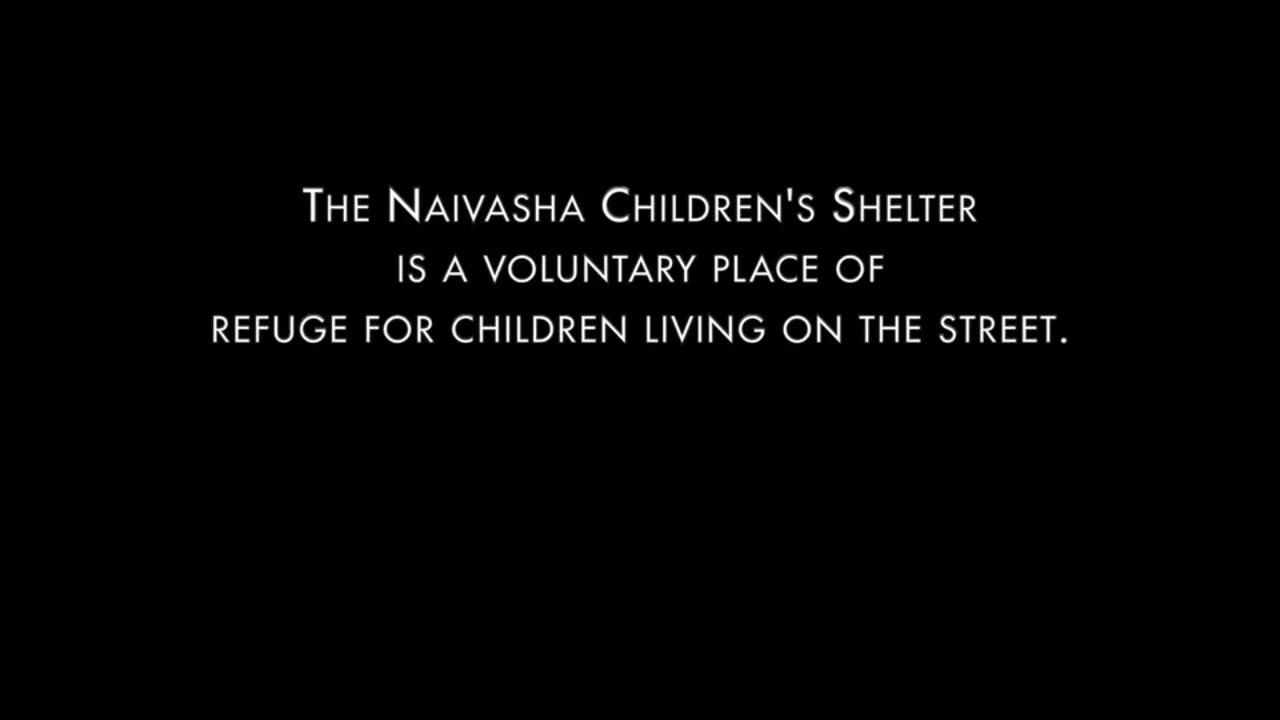 The Naivasha Children's Shelter
is a voluntary place of
refuge for children living on the street.